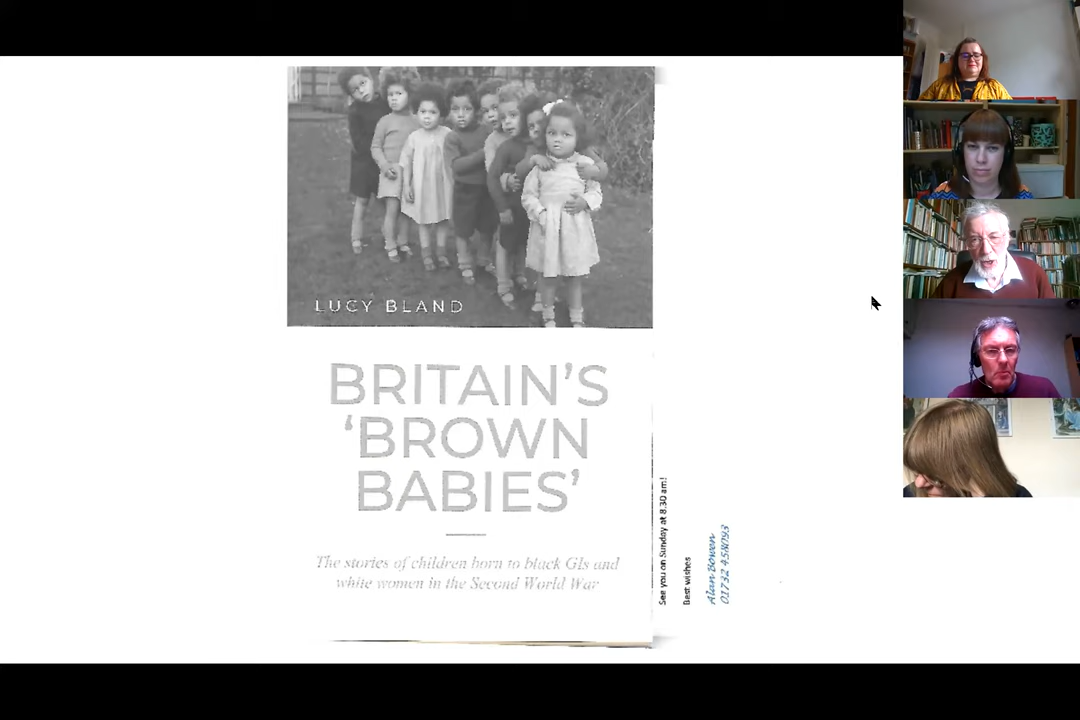 LUCY BLAND
BRITAIN'S
'BROWN
BABIES'
The stories of children born to black GIs and
white women in the Second World War
See you on Sunday at 8.30 am!
Best wishes
Alan Bowen
01732 458093